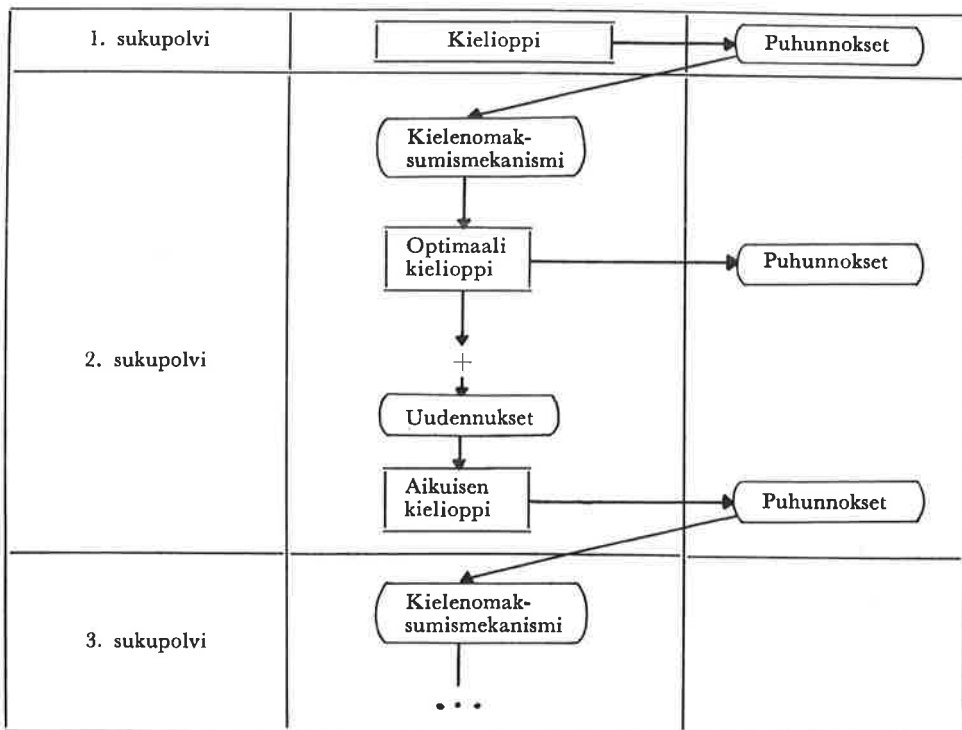 1. sukupolvi
Kielioppi
Puhunnokset
Kielenomak-
sumismekanismi
Optimaali
kielioppi
Puhunnokset
2. sukupolvi
+
Uudennukset
Aikuisen
kielioppi
Puhunnokset
Kielenomak-
sumismekanismi
3. sukupolvi
...